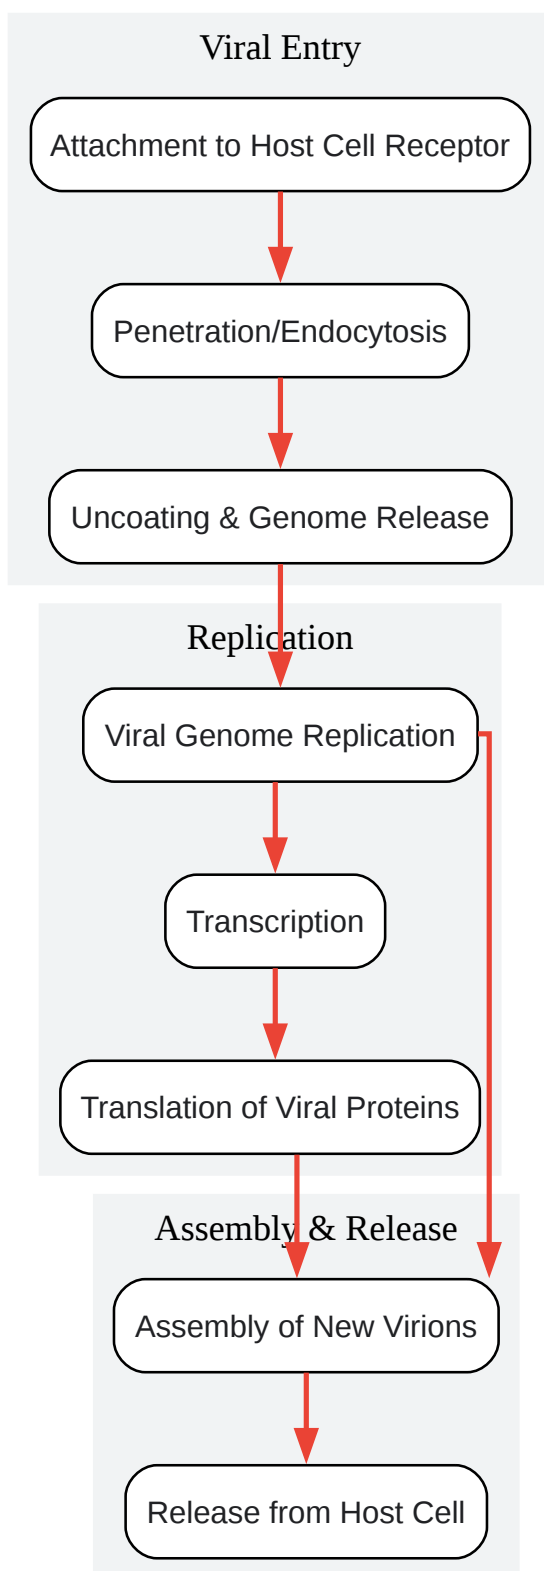 Viral Entry
Attachment to Host Cell Receptor
Penetration/Endocytosis
Uncoating & Genome Release
Replication
Viral Genome Replication
Transcription
Translation of Viral Proteins
Assembly & Release
Assembly of New Virions
Release from Host Cell